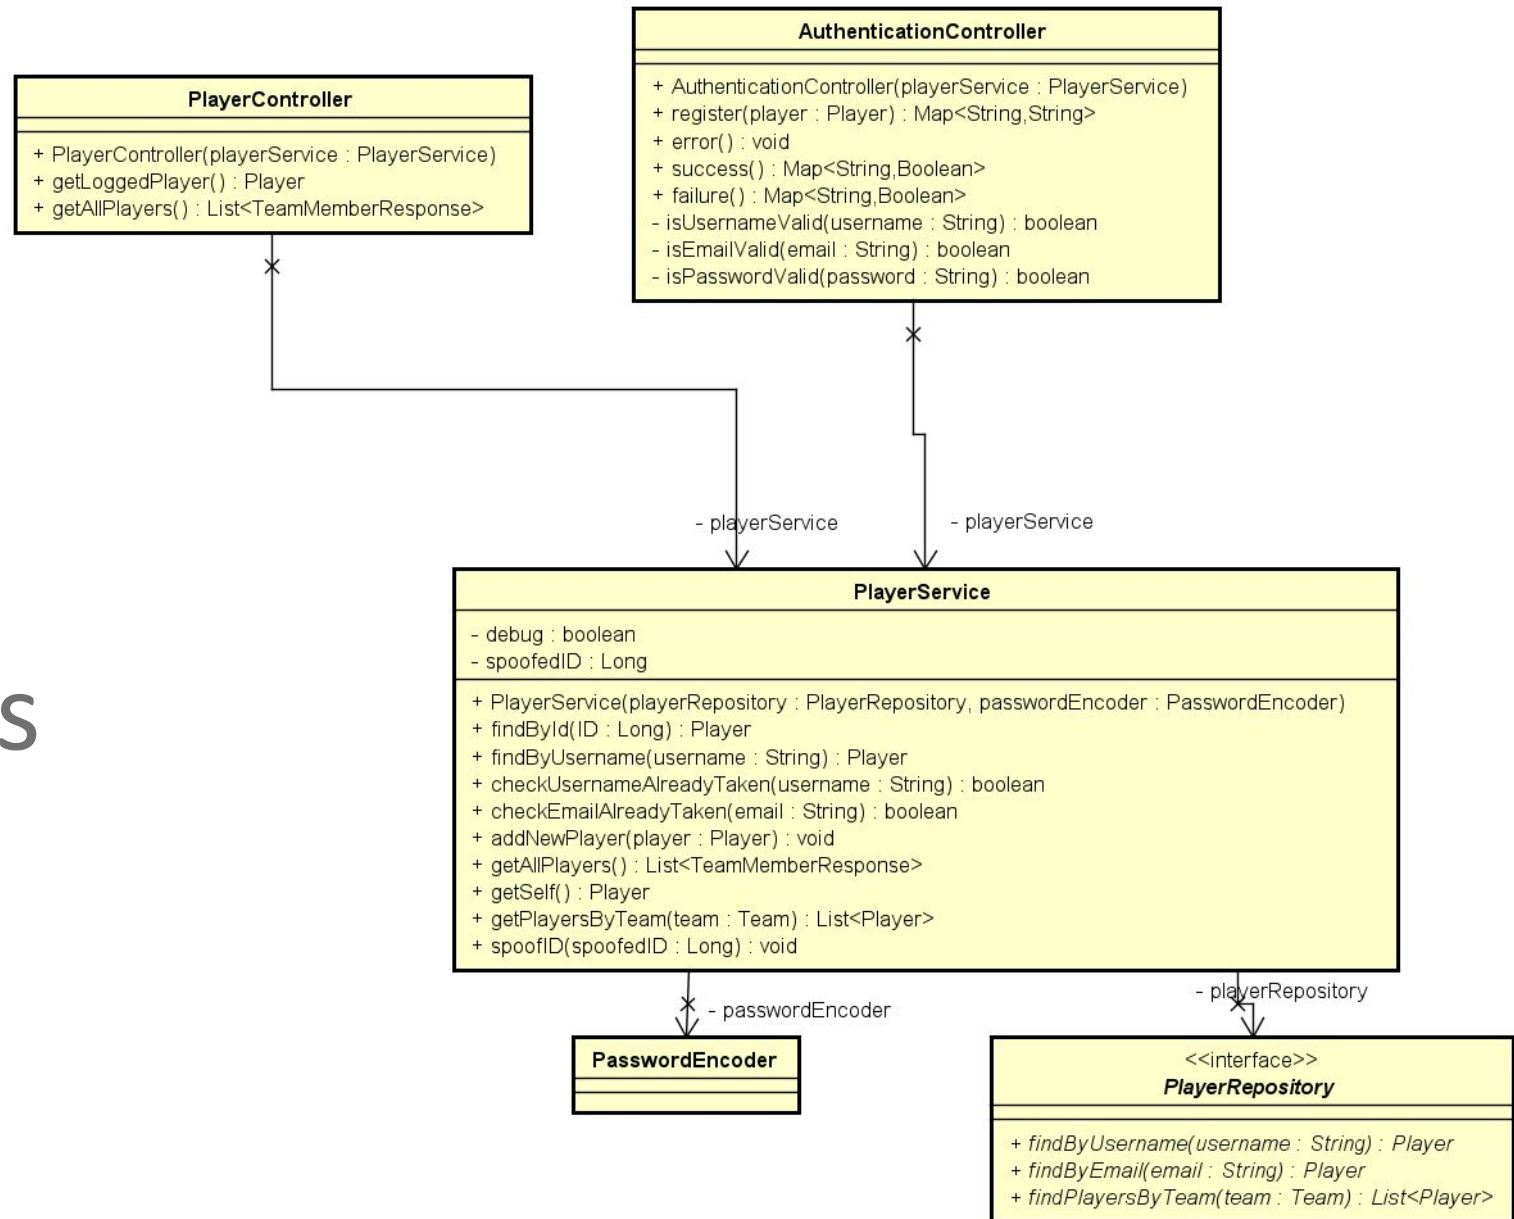 PlayerController
+ PlayerController(playerService : PlayerService)
+ getLoggedPlayer() : Player
+ getAllPlayers() : List<TeamMemberResponse>
AuthenticationController
+ AuthenticationController(playerService : PlayerService)
+ register(player : Player) : Map<String,String>
+ error() : void
+ success() : Map<String,Boolean>
+ failure() : Map<String,Boolean>
- isUsernameValid(username : String) : boolean
- isEmailValid(email : String) : boolean
- isPasswordValid(password : String) : boolean
- playerService
- playerService
s
PlayerService
- debug : boolean
- spoofedID : Long
+ PlayerService(playerRepository : PlayerRepository, passwordEncoder : PasswordEncoder)
+ findById(ID : Long) : Player
+ findByUsername(username : String) : Player
+ checkUsernameAlreadyTaken(username : String) : boolean
+ checkEmailAlreadyTaken(email : String) : boolean
+ addNewPlayer(player : Player) : void
+ getAllPlayers() : List<TeamMemberResponse>
+ getSelf() : Player
+ getPlayersByTeam(team : Team) : List<Player>
+ spoofID(spoofedID : Long) : void
- passwordEncoder
- playerRepository
PasswordEncoder
<<interface>>
PlayerRepository
+ findByUsername(username : String) : Player
+ findByEmail(email : String) : Player
+ findPlayersByTeam(team : Team) : List<Player>